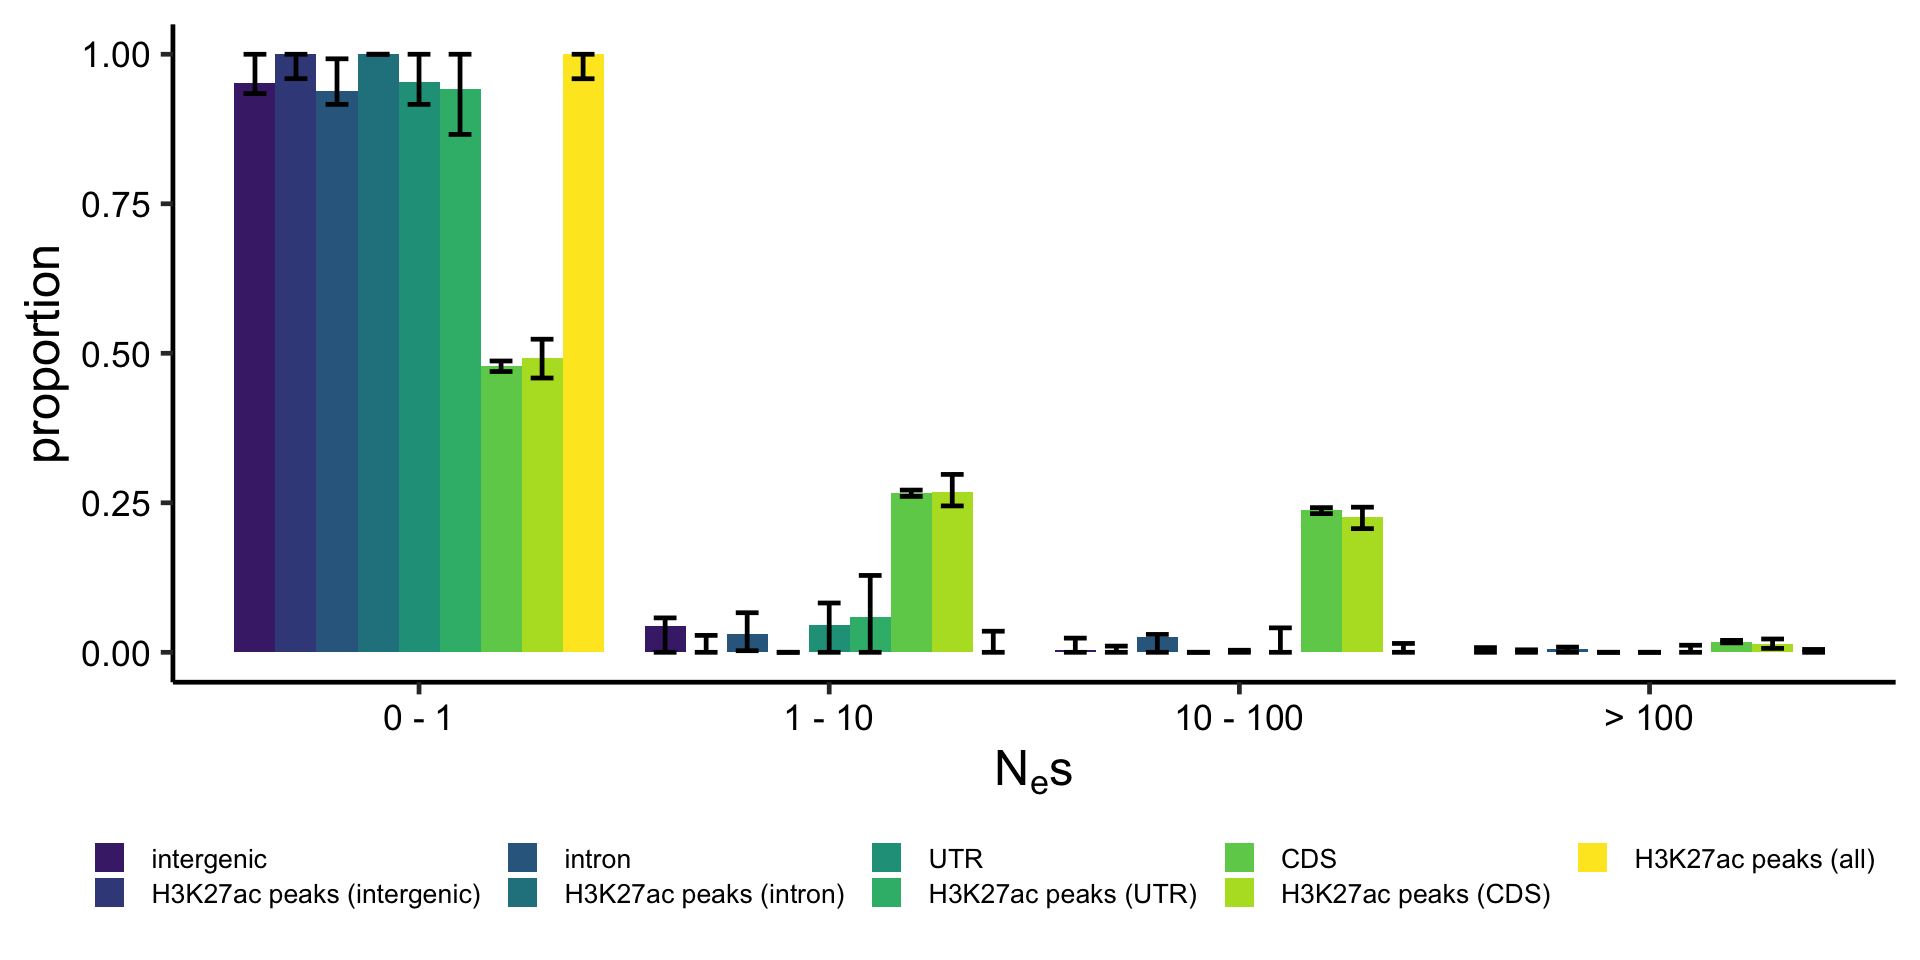 1.00
0.75
0.50
0.25
0.00
proportion
0 - 1 1 - 10 10 - 100 > 100
Nes
intergenic intron UTR CDS H3K27ac peaks (all)
H3K27ac peaks (intergenic) H3K27ac peaks (intron) H3K27ac peaks (UTR) H3K27ac peaks (CDS)